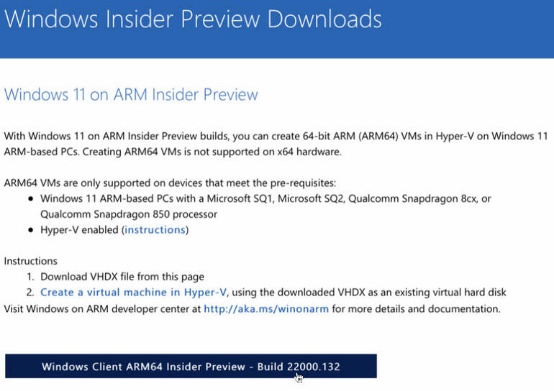 Windows Insider Preview Downloads
Windows 11 on ARM Insider Preview
With Windows 11 on ARM Insider Preview builds, you can create 64-bit ARM (ARM64) VMs in Hyper-V on Windows 11
ARM-based PCs. Creating ARM64 VMs is not supported on x64 hardware.
ARM64 VMs are only supported on devices that meet the pre-requisites:
• Windows 11 ARM-based PCs with a Microsoft SQ1, Microsoft SQ2, Qualcomm Snapdragon 8cx, or
Qualcomm Snapdragon 850 processor
• Hyper-V enabled (instructions)
Instructions
1. Download VHDX file from this page
2. Create a virtual machine in Hyper-V, using the downloaded VHDX as an existing virtual hard disk
Visit Windows on ARM developer center at http://aka.ms/winonarm for more details and documentation.
Windows Client ARM64 Insider Preview - Build 22000.132